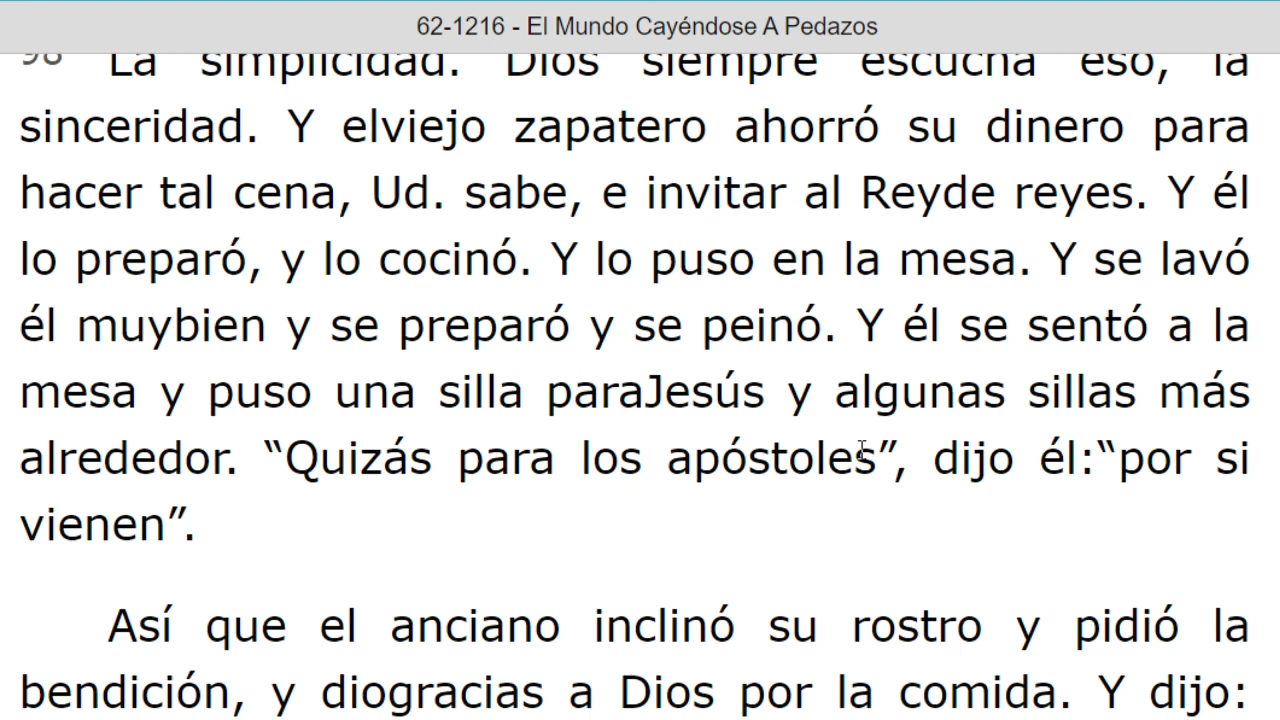 62-1216 - El Mundo Cayéndose A Pedazos
98 La simplicidad. Dios siempre escucha eso, la
sinceridad. Y elviejo zapatero ahorró su dinero para
hacer tal cena, Ud. sabe, e invitar al Reyde reyes. Y él
lo preparó, y lo cocinó. Y lo puso en la mesa. Y se lavó
él muybien y se preparó y se peinó. Y él se sentó a la
mesa y puso una silla paraJesús y algunas sillas más
alrededor. “Quizás para los apóstoles”, dijo él:“por si
vienen”.
Así que el anciano inclinó su rostro y pidió la
bendición, y diogracias a Dios por la comida. Y dijo: